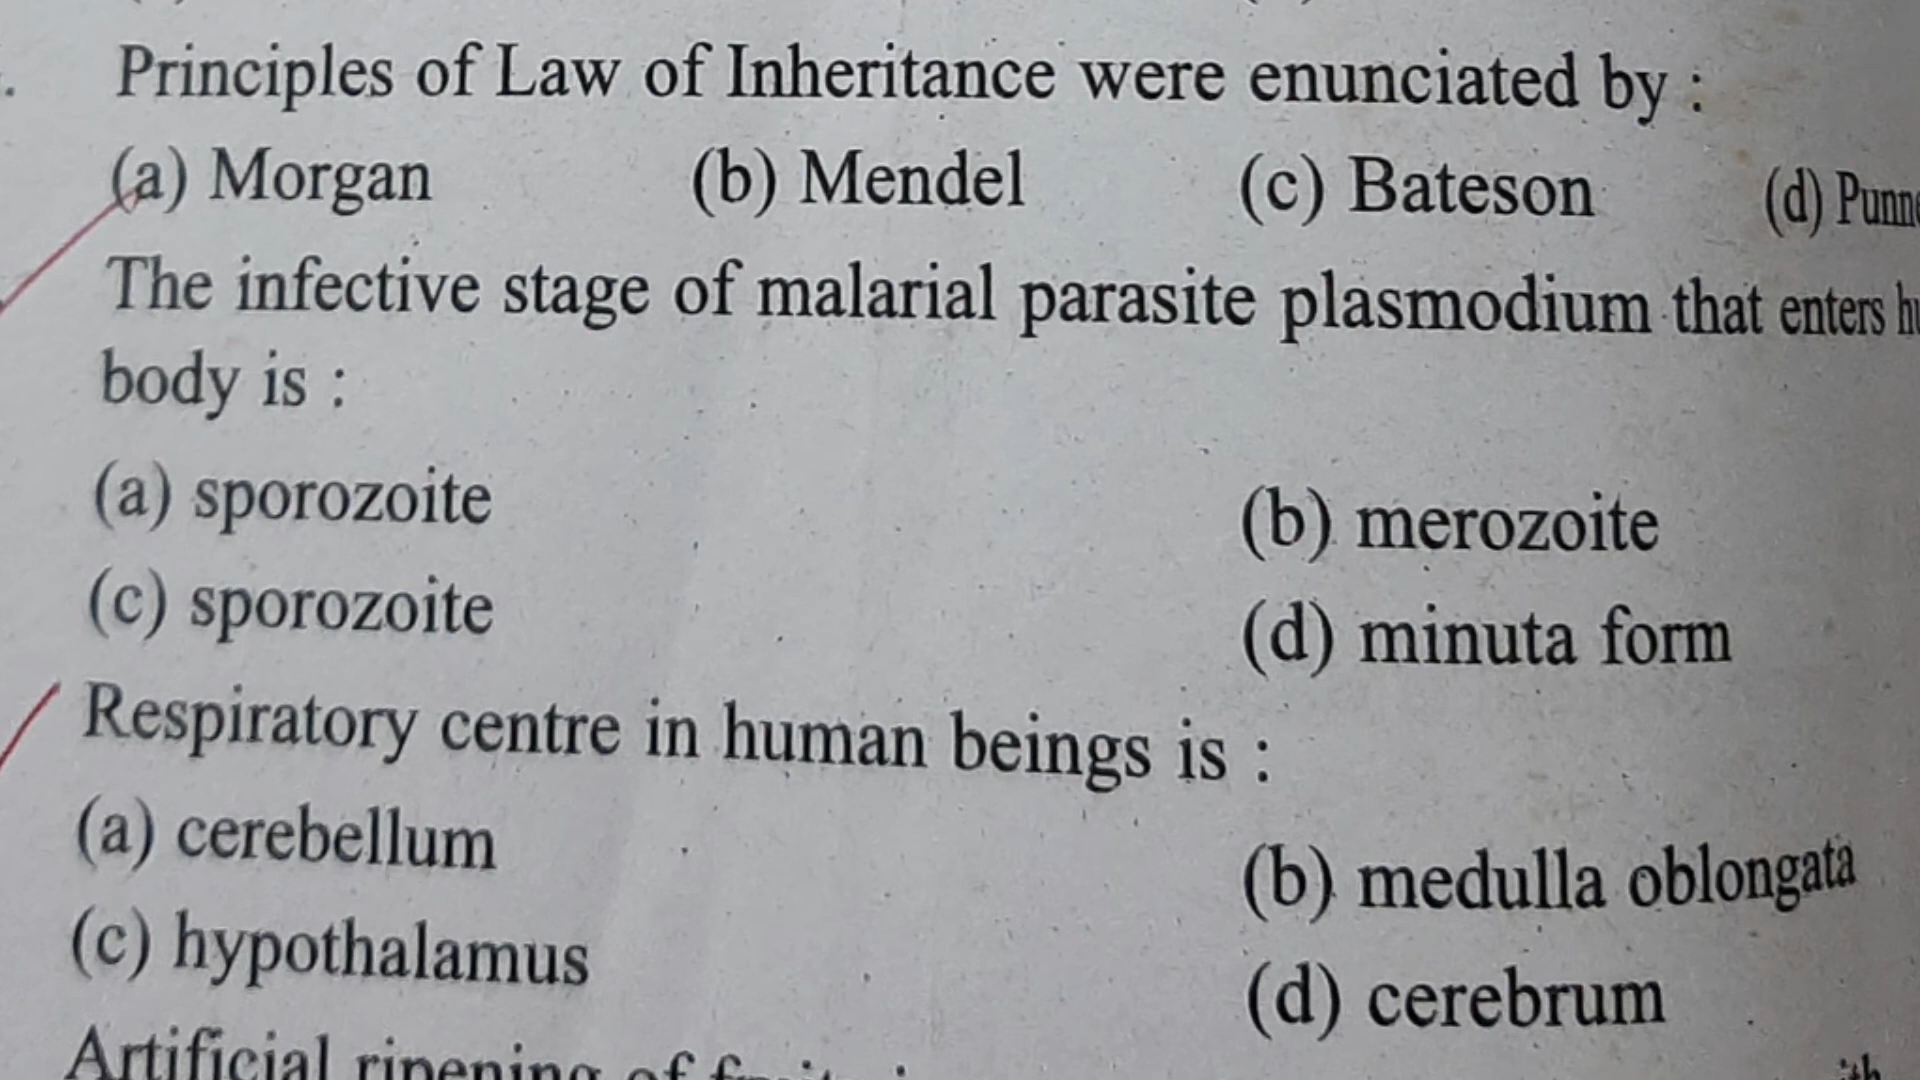 Principles of Law of Inheritance were enunciated by :
(a) Morgan (b) Mendel (c) Bateson (d)
The infective stage of malarial parasite plasmodium that enters
body is :
(a) sporozoite (b) merozoite
(c) sporozoite (d) minuta form
Respiratory centre in human beings is :
(a) cerebellum (b) medulla oblongata
(c) hypothalamus (d) cerebrum
Artificial ripening of